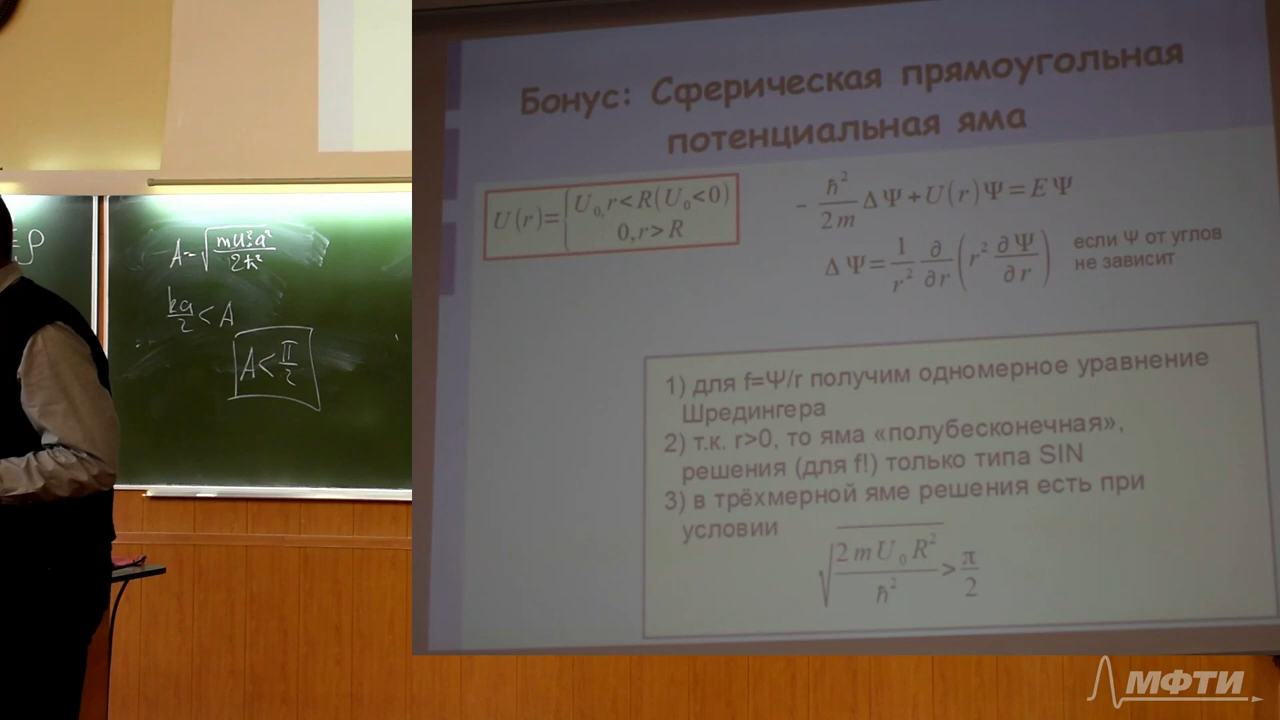 ρ
A=√(mU₀a²/2ħ²)
ka/2 < A
A < π/2
Бонус: Сферическая прямоугольная
потенциальная яма
U(r)={U₀, r<R(U₀<0)
0, r>R
- ħ²/2m ΔΨ+U(r)Ψ=EΨ
ΔΨ=1/r² ∂/∂r (r² ∂Ψ/∂r) если Ψ от углов
не зависит
1) для f=Ψ/r получим одномерное уравнение
Шредингера
2) т.к. r>0, то яма «полубесконечная»,
решения (для f!) только типа SIN
3) в трёхмерной яме решения есть при
условии
√(2mU₀R²/ħ²) > π/2
МФТИ